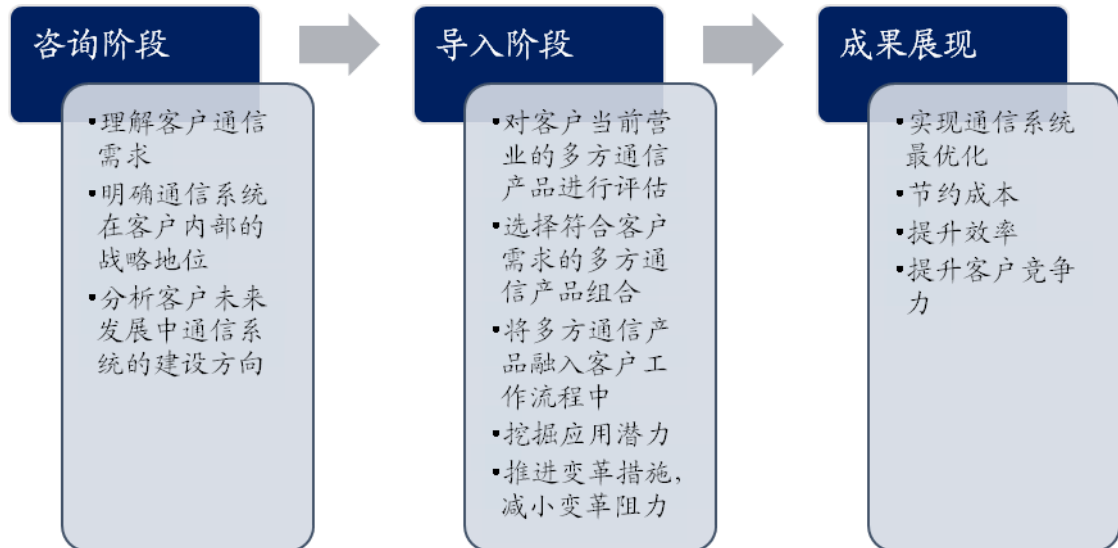 咨询阶段
•理解客户通信
需求
•明确通信系统
在客户内部的
战略地位
•分析客户未来
发展中通信系
统的建设方向
导入阶段
•对客户当前营
业的多方通信
产品进行评估
•选择符合客户
需求的多方通
信产品组合
•将多方通信产
品融入客户工
作流程中
•挖掘应用潜力
•推进变革措施，
减小变革阻力
成果展现
•实现通信系统
最优化
•节约成本
•提升效率
•提升客户竞争
力